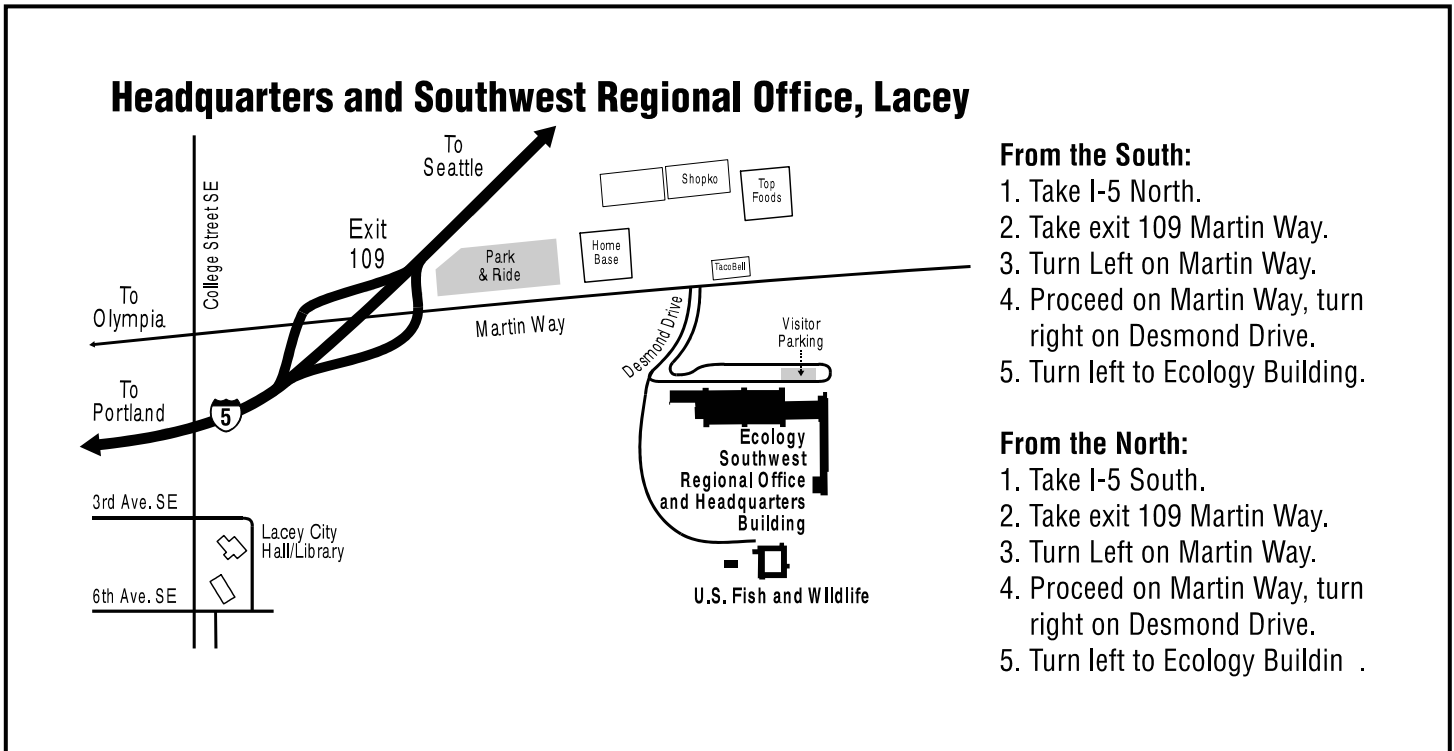 Headquarters and Southwest Regional Office, Lacey
To
Seattle
College Street SE
Exit
109
Shopko
Top
Foods
Park
& Ride
Home
Base
TacoBell
To
Olympia
Martin Way
Desmond Drive
Visitor
Parking
To
Portland
5
Ecology
Southwest
Regional Office
and Headquarters
Building
3rd Ave. SE
Lacey City
Hall/Library
6th Ave. SE
U.S. Fish and Wildlife
From the South:
1. Take I-5 North.
2. Take exit 109 Martin Way.
3. Turn Left on Martin Way.
4. Proceed on Martin Way, turn
right on Desmond Drive.
5. Turn left to Ecology Building.
From the North:
1. Take I-5 South.
2. Take exit 109 Martin Way.
3. Turn Left on Martin Way.
4. Proceed on Martin Way, turn
right on Desmond Drive.
5. Turn left to Ecology Buildin .